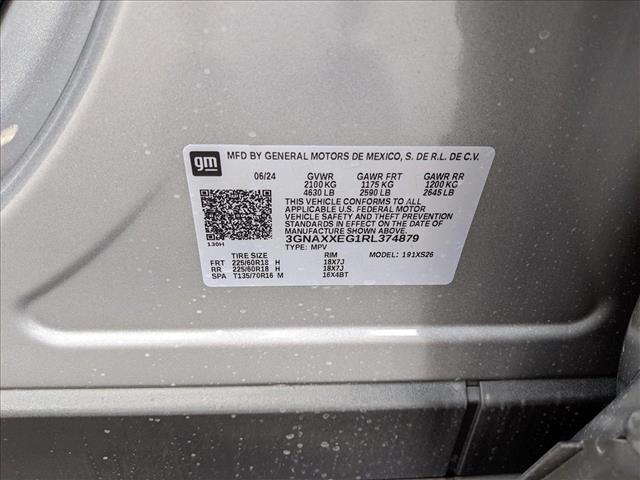 gm
MFD BY GENERAL MOTORS DE MEXICO, S. DE R.L. DE C.V.
06/24 GVWR GAWR FRT GAWR RR
2100 KG 1175 KG 1200 KG
4630 LB 2590 LB 2645 LB
THIS VEHICLE CONFORMS TO ALL
APPLICABLE U.S. FEDERAL MOTOR
VEHICLE SAFETY AND THEFT PREVENTION
STANDARDS IN EFFECT ON THE DATE OF
MANUFACTURE SHOWN ABOVE.
3GNAXXEG1RL374879
130H
TYPE: MPV
TIRE SIZE RIM MODEL: 191XS26
FRT 225/60R18 H 18X7J
RR 225/60R18 H 18X7J
SPA T135/70R16 M 16X4BT